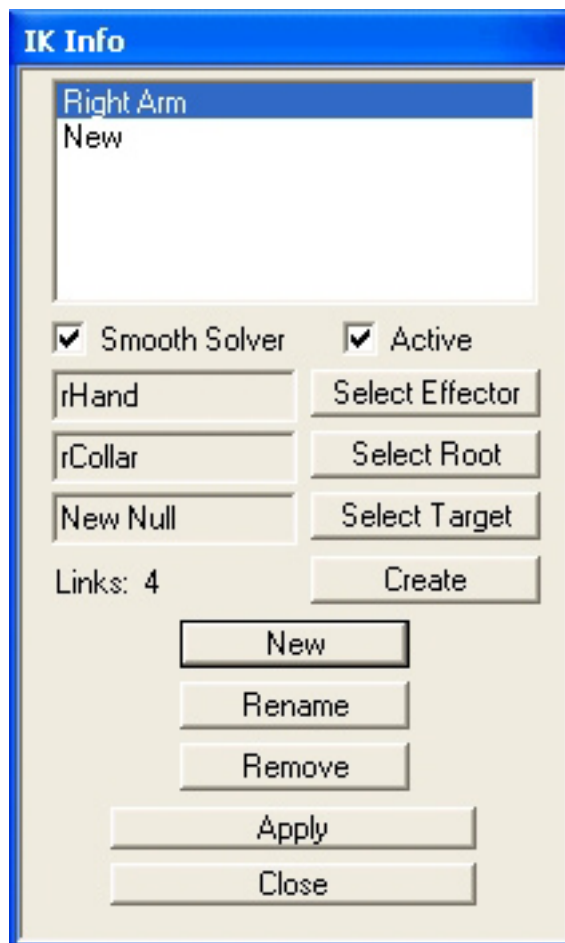 IK Info
Right Arm
New
Smooth Solver Active
rHand Select Effector
rCollar Select Root
New Null Select Target
Links: 4 Create
New
Rename
Remove
Apply
Close